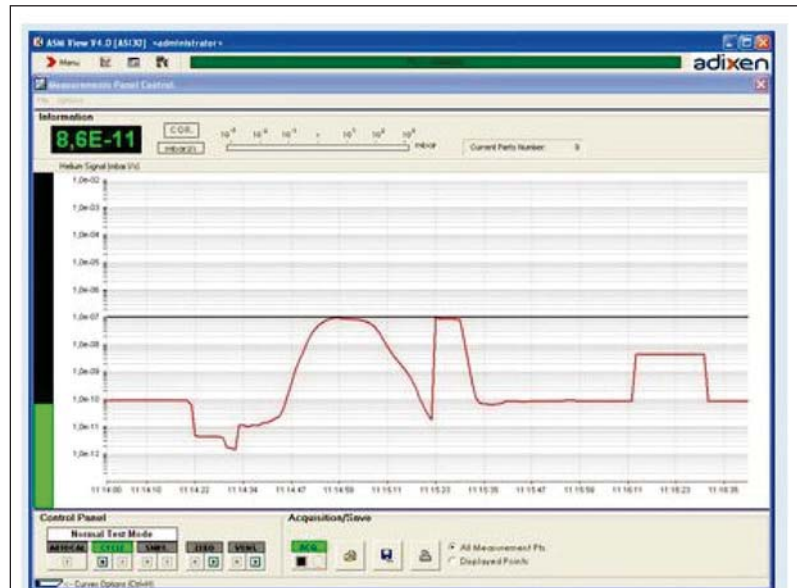 ASM View V4.0 [ASI30] <administrator>
Menu
adixen
Measurements Panel Control.
File Options
Information
8,6E-11
COR.
mbar.l/s
mbar
Current Parts Number: 9
Helium Signal (mbar.l/s)
1,0e-02
1,0e-03
1,0e-04
1,0e-05
1,0e-06
1,0e-07
1,0e-08
1,0e-09
1,0e-10
1,0e-11
1,0e-12
11:14:00 11:14:10 11:14:22 11:14:34 11:14:47 11:14:59 11:15:11 11:15:23 11:15:35 11:15:47 11:15:59 11:16:11 11:16:23 11:16:35
Control Panel Acquisition/Save
Normal Test Mode
AUTOCAL CYCLE SNIF. ZERO VENT. ACQ.
All Measurement Pts.
Displayed Points
<-- Curves Options (Ctrl+H)